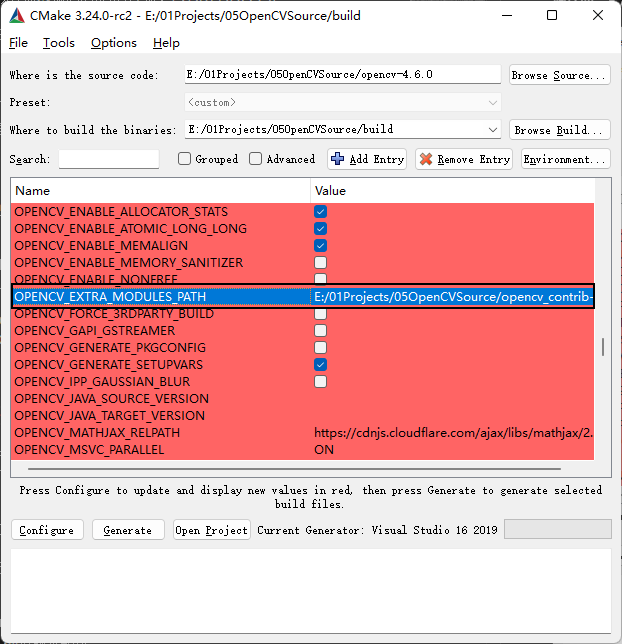 CMake 3.24.0-rc2 - E:/01Projects/05OpenCVSource/build
File Tools Options Help
Where is the source code: E:/01Projects/05OpenCVSource/opencv-4.6.0 Browse Source...
Preset: <custom>
Where to build the binaries: E:/01Projects/05OpenCVSource/build Browse Build...
Search: Grouped Advanced Add Entry Remove Entry Environment...
Name Value
OPENCV_ENABLE_ALLOCATOR_STATS
OPENCV_ENABLE_ATOMIC_LONG_LONG
OPENCV_ENABLE_MEMALIGN
OPENCV_ENABLE_MEMORY_SANITIZER
OPENCV_ENABLE_NONFREE
OPENCV_EXTRA_MODULES_PATH E:/01Projects/05OpenCVSource/opencv_contrib-
OPENCV_FORCE_3RDPARTY_BUILD
OPENCV_GAPI_GSTREAMER
OPENCV_GENERATE_PKGCONFIG
OPENCV_GENERATE_SETUPVARS
OPENCV_IPP_GAUSSIAN_BLUR
OPENCV_JAVA_SOURCE_VERSION
OPENCV_JAVA_TARGET_VERSION
OPENCV_MATHJAX_RELPATH https://cdnjs.cloudflare.com/ajax/libs/mathjax/2.
OPENCV_MSVC_PARALLEL ON
Press Configure to update and display new values in red, then press Generate to generate selected
build files.
Configure Generate Open Project Current Generator: Visual Studio 16 2019